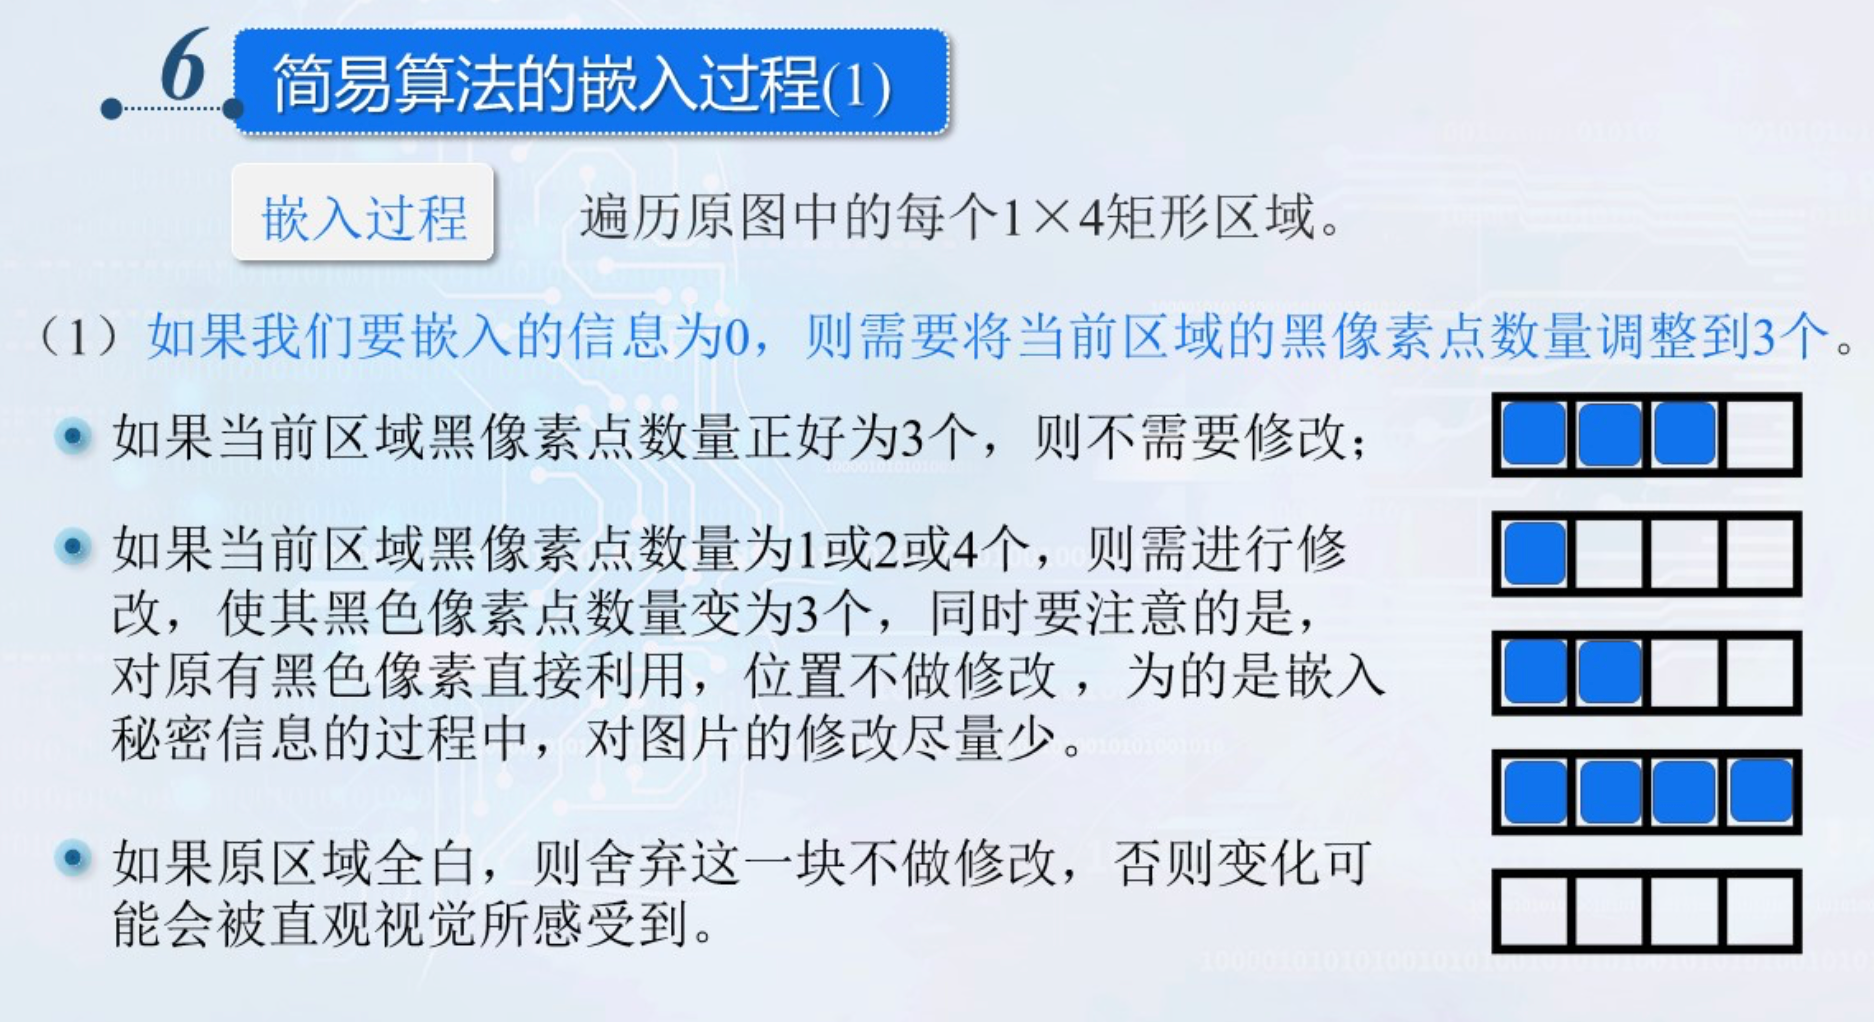 6
简易算法的嵌入过程(1)
嵌入过程
遍历原图中的每个1×4矩形区域。
（1）如果我们要嵌入的信息为0，则需要将当前区域的黑像素点数量调整到3个。
如果当前区域黑像素点数量正好为3个，则不需要修改；
如果当前区域黑像素点数量为1或2或4个，则需进行修
改，使其黑色像素点数量变为3个，同时要注意的是，
对原有黑色像素直接利用，位置不做修改，为的是嵌入
秘密信息的过程中，对图片的修改尽量少。
如果原区域全白，则舍弃这一块不做修改，否则变化可
能会被直观视觉所感受到。